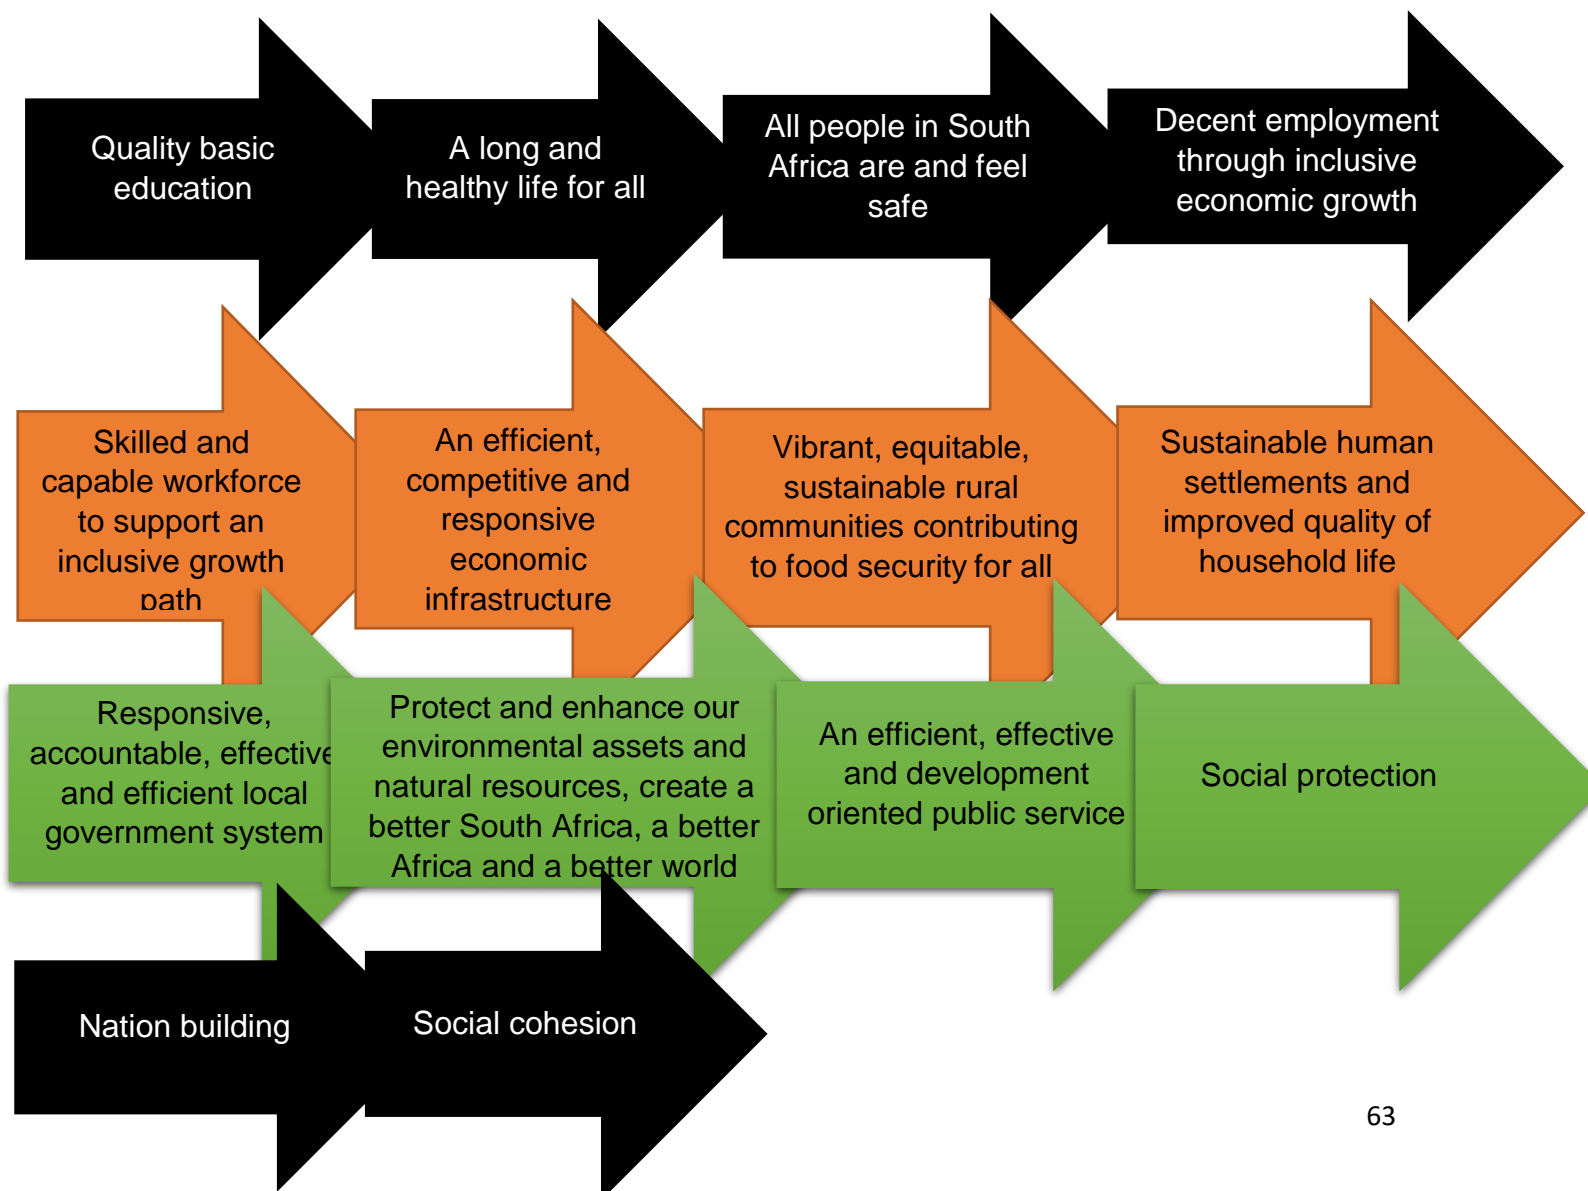 Quality basic
education
A long and
healthy life for all
All people in South
Africa are and feel
safe
Decent employment
through inclusive
economic growth
Skilled and
capable workforce
to support an
inclusive growth
path
An efficient,
competitive and
responsive
economic
infrastructure
Vibrant, equitable,
sustainable rural
communities contributing
to food security for all
Sustainable human
settlements and
improved quality of
household life
Responsive,
accountable, effective
and efficient local
government system
Protect and enhance our
environmental assets and
natural resources, create a
better South Africa, a better
Africa and a better world
An efficient, effective
and development
oriented public service
Social protection
Nation building
Social cohesion
63